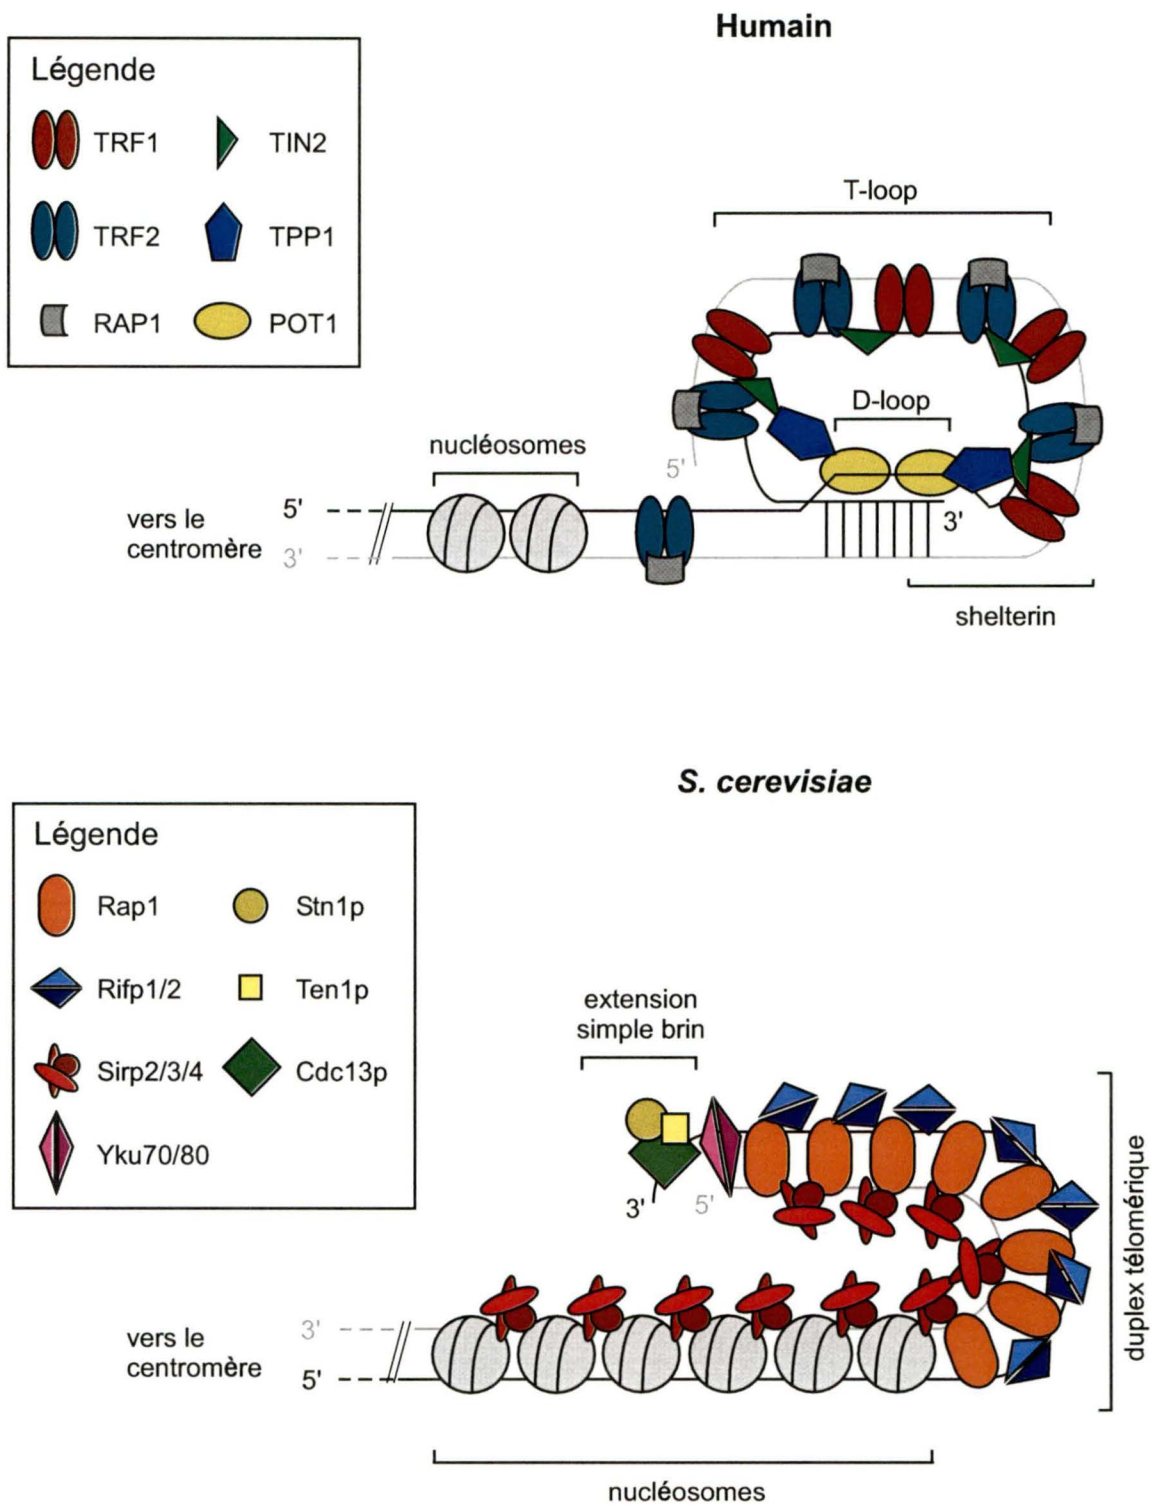 Humain
Légende
TRF1
TIN2
TRF2
TPP1
RAP1
POT1
T-loop
D-loop
nucléosomes
5'
5'
3'
vers le
centromère
3'
shelterin
S. cerevisiae
Légende
Rap1
Stn1p
Rifp1/2
Ten1p
Sirp2/3/4
Cdc13p
Yku70/80
extension
simple brin
3'
5'
duplex télomérique
vers le
centromère
3'
5'
nucléosomes